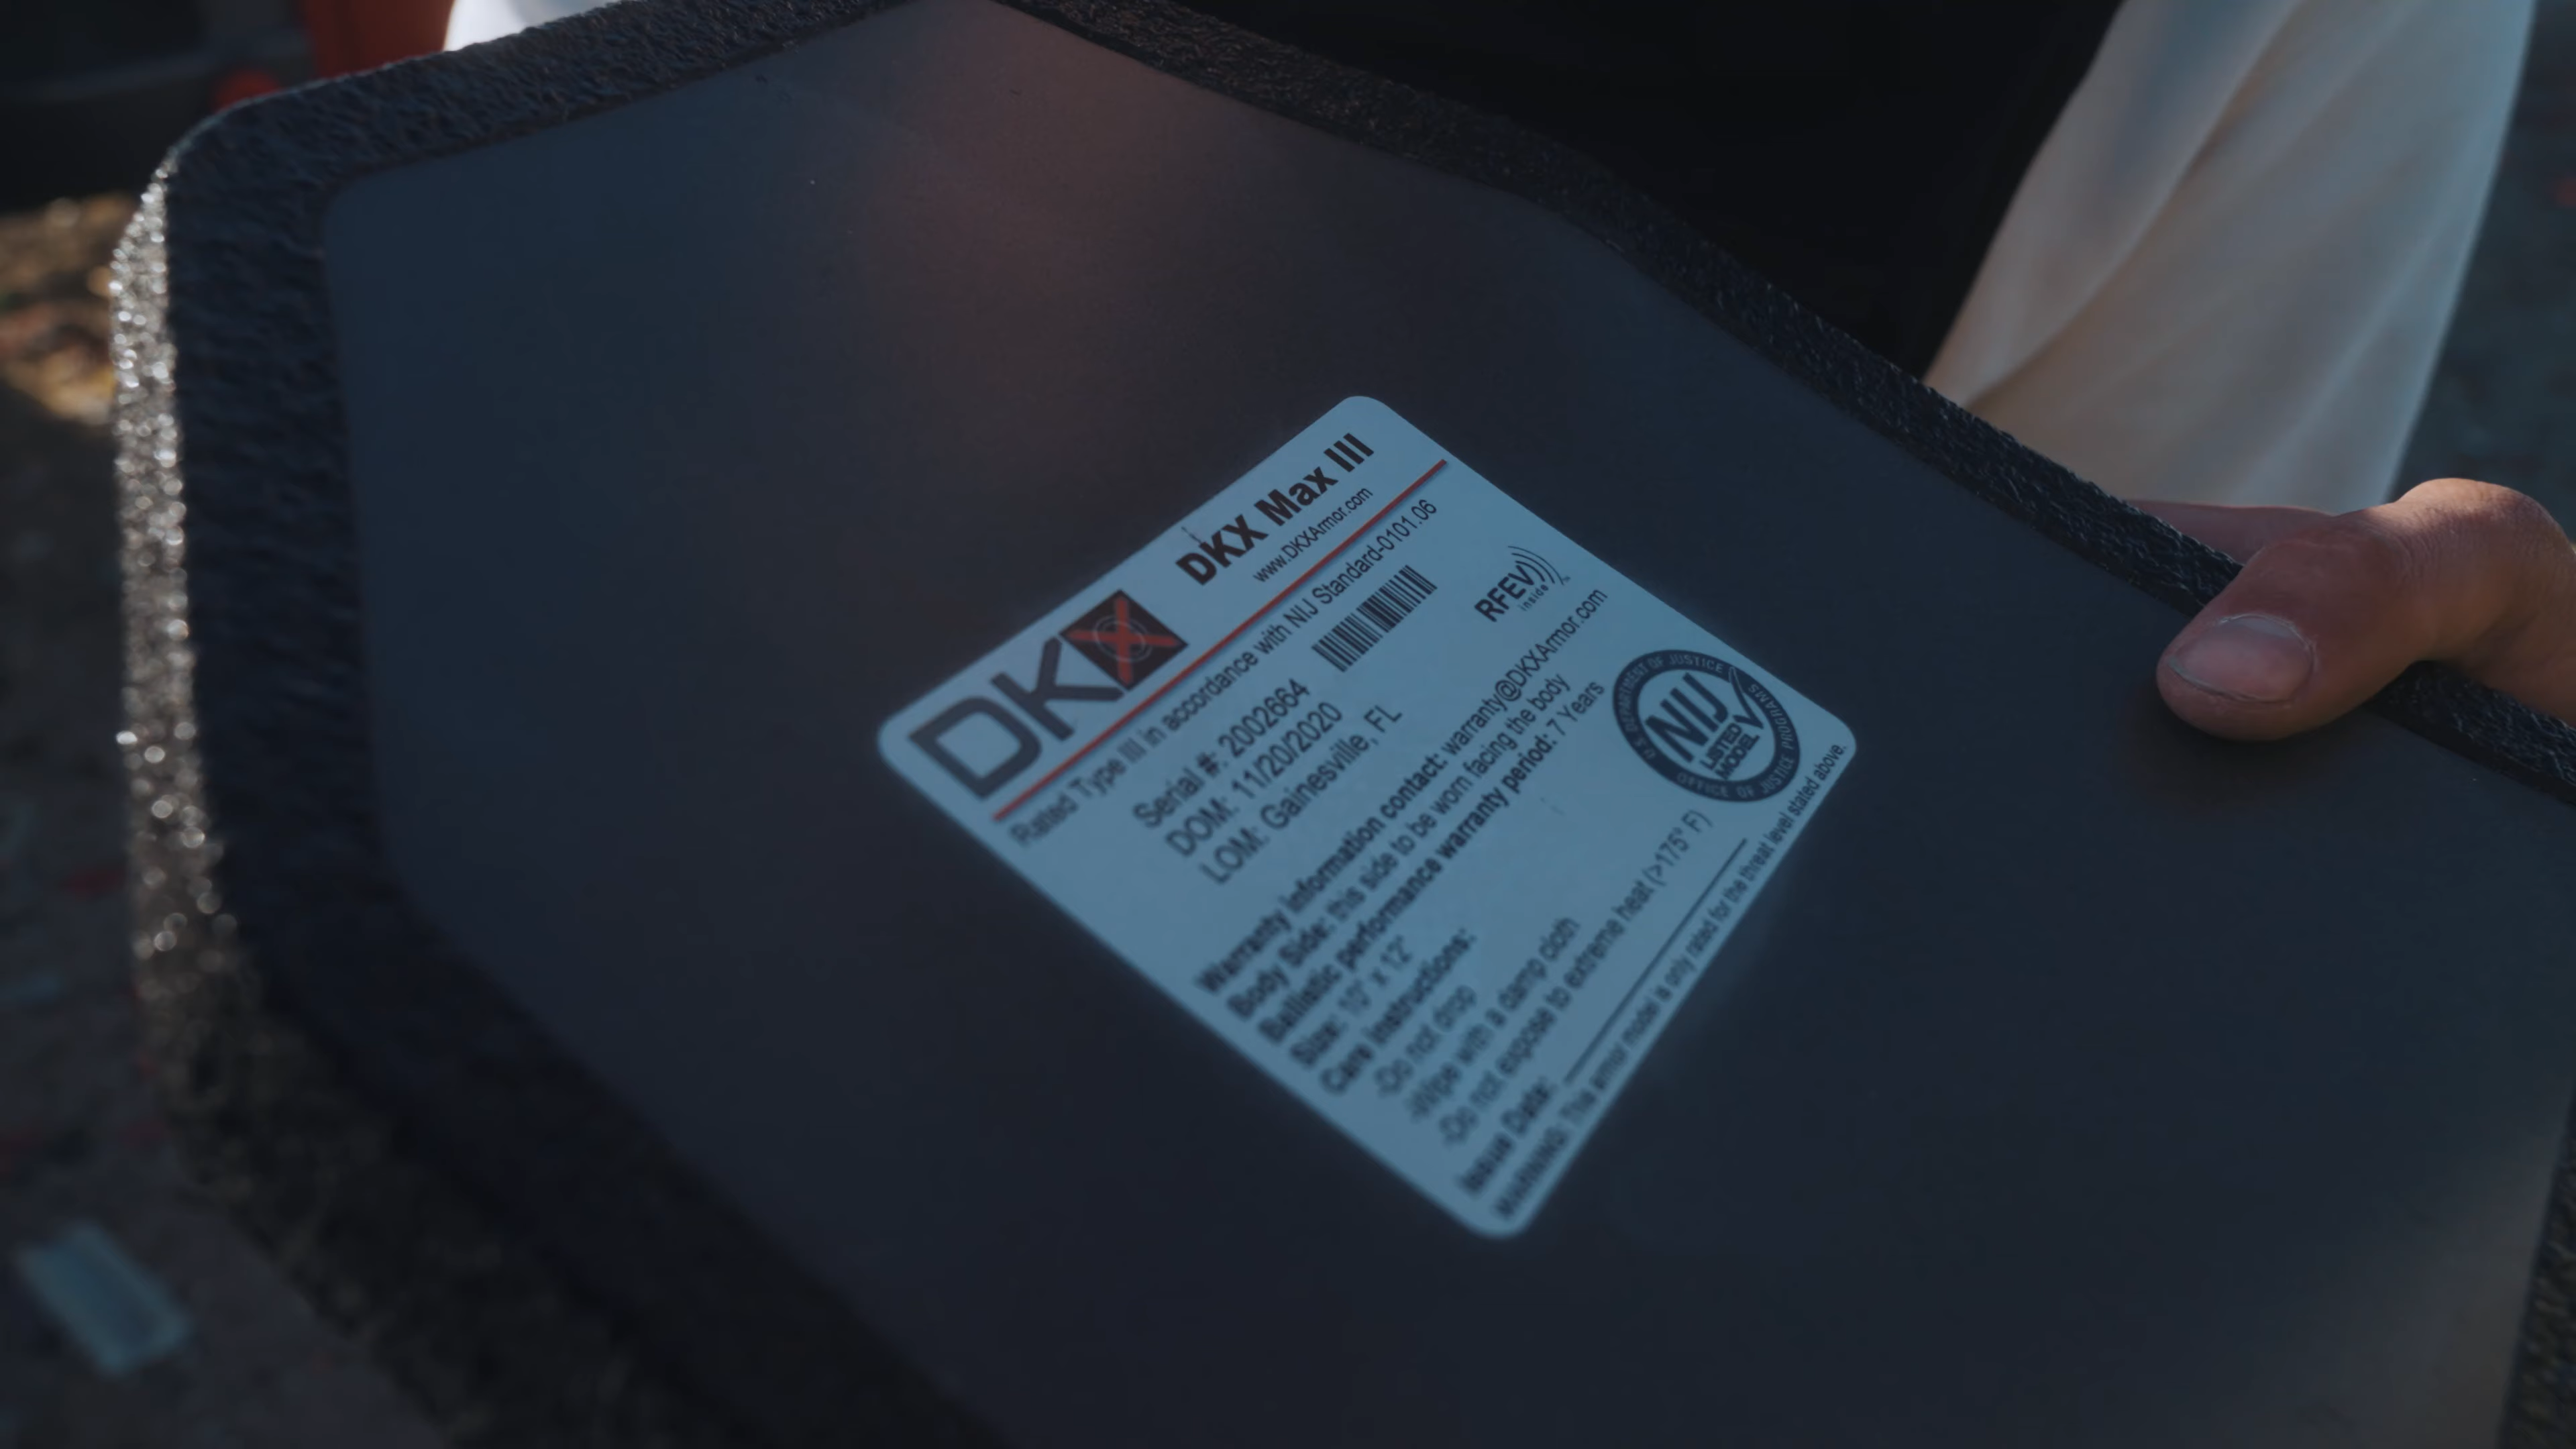 DKX
DKX Max III
www.DKXArmor.com
Rated Type III in accordance with NIJ Standard-0101.06
Serial #: 2002664
DOM: 11/20/2020
LOM: Gainesville, FL
RFEV
inside
Warranty information contact: warranty@DKXArmor.com
Body Side: this side to be worn facing the body
Ballistic performance warranty period: 7 Years
Size: 10" x 12"
Care Instructions:
-Do not drop
-Wipe with a damp cloth
-Do not expose to extreme heat (>175° F)
Issue Date:
WARNING: This armor model is only rated for the threat level stated above.
U.S. DEPARTMENT OF JUSTICE
NIJ
LISTED
MODEL
OFFICE OF JUSTICE PROGRAMS